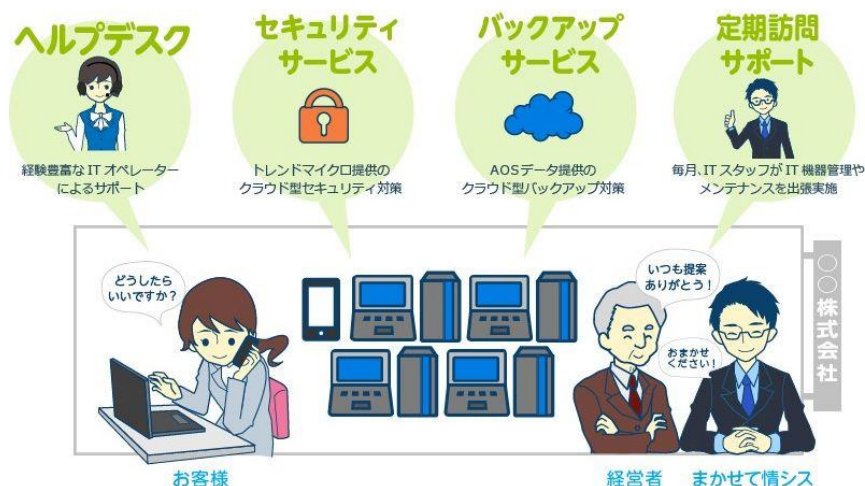 ヘルプデスク
経験豊富なITオペレーター
によるサポート
セキュリティ
サービス
トレンドマイクロ提供の
クラウド型セキュリティ対策
バックアップ
サービス
AOSデータ提供の
クラウド型バックアップ対策
定期訪問
サポート
毎月、ITスタッフがIT機器管理や
メンテナンスを出張実施
どうしたら
いいですか?
いつも提案
ありがとう!
おまかせ
ください!
〇〇株式会社
お客様
経営者
まかせて情シス